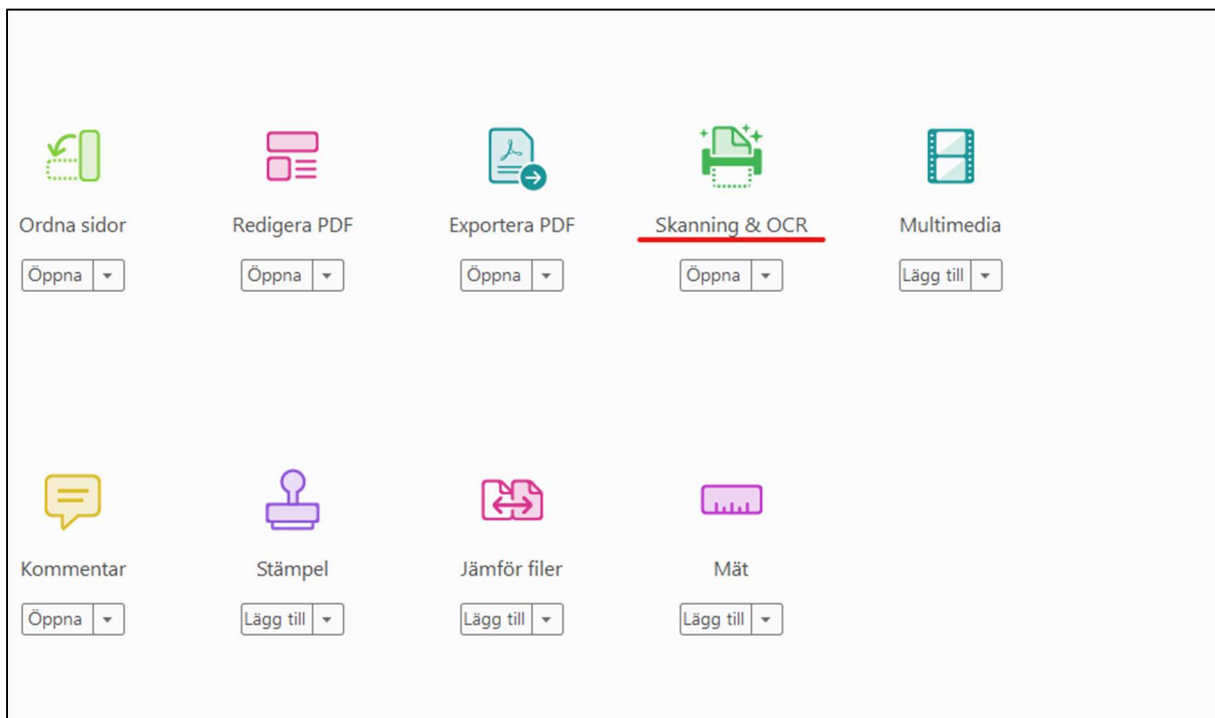 Ordna sidor
Redigera PDF
Exportera PDF
Skanning & OCR
Multimedia
Öppna
Öppna
Öppna
Öppna
Lägg till
Kommentar
Stämpel
Jämför filer
Mät
Öppna
Lägg till
Lägg till
Lägg till